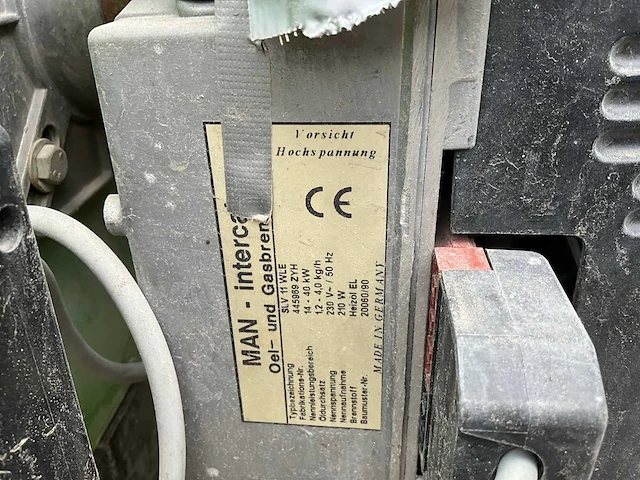 Vorsicht
Hochspannung
CE
MAN - interca
Oel- und Gasbren
Typbezeichnung SLV 11 WLE
Fabrikations-Nr. 445969 ZYH
Nennleistungsbereich 14 - 40 kW
Öldurchsatz 1,2 - 4,0 kg/h
Nennspannung 230 V~ / 50 Hz
Nennaufnahme 210 W
Brennstoff Heizöl EL
Baumuster-Nr. 20060/90
MADE IN GERMANY